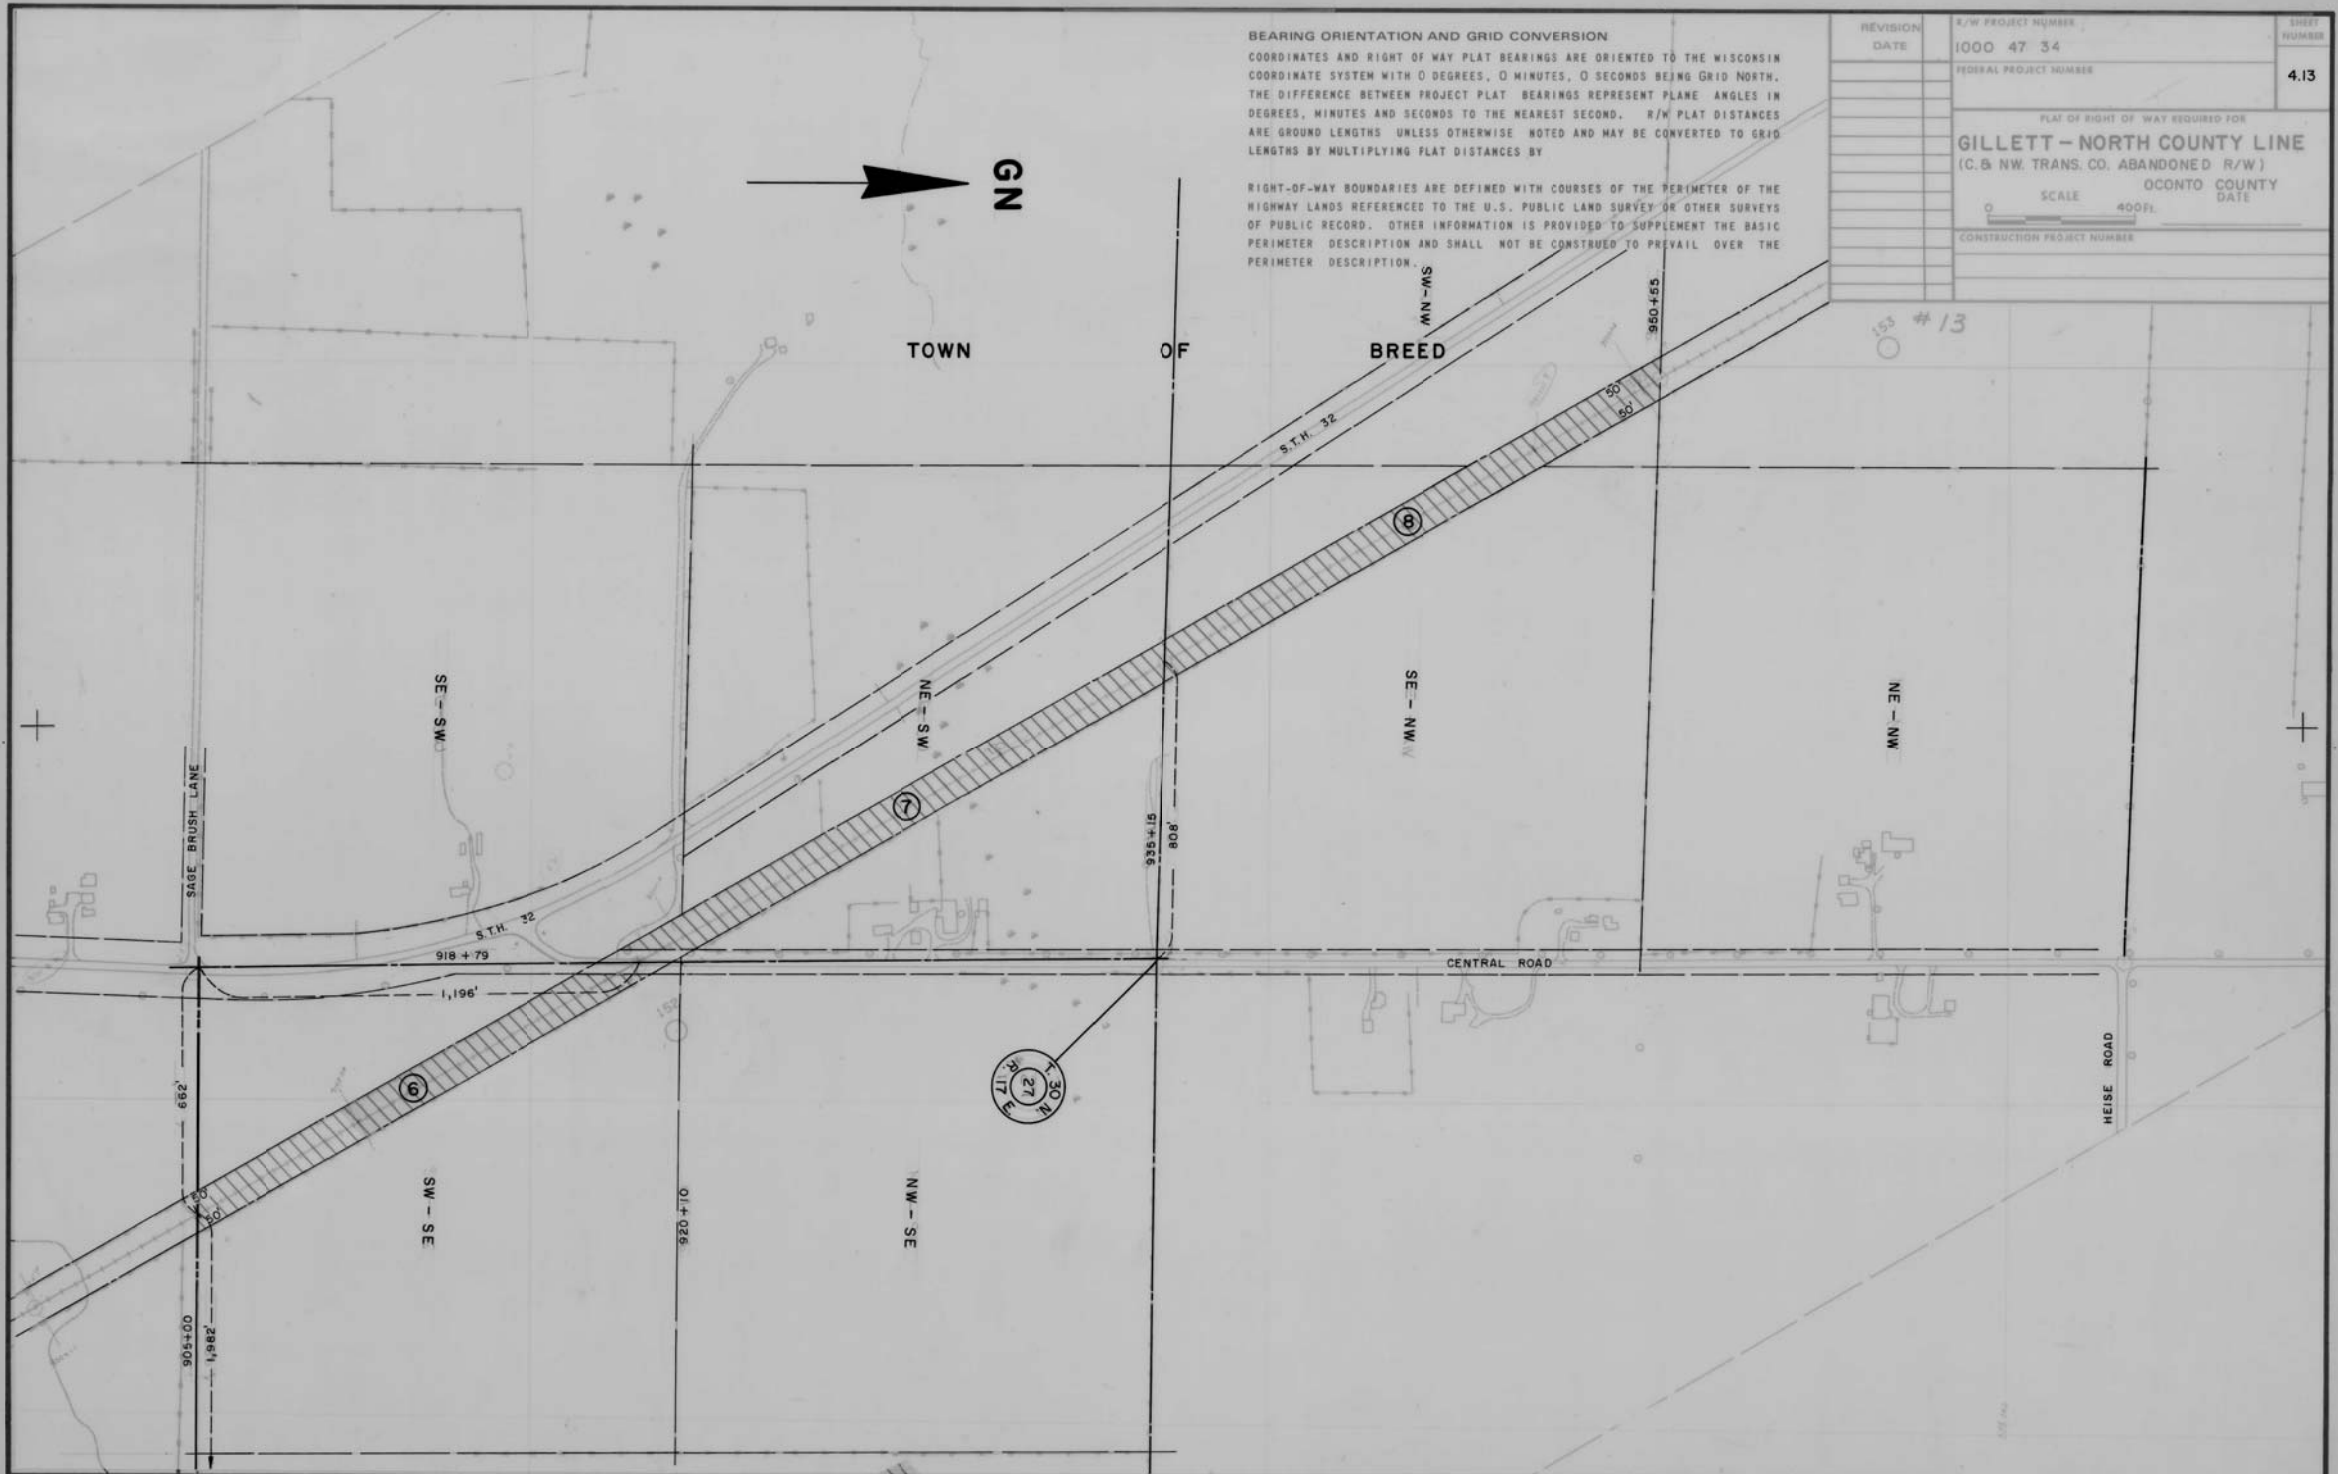 BEARING ORIENTATION AND GRID CONVERSION
COORDINATES AND RIGHT OF WAY PLAT BEARINGS ARE ORIENTED TO THE WISCONSIN
COORDINATE SYSTEM WITH 0 DEGREES, 0 MINUTES, 0 SECONDS BEING GRID NORTH.
THE DIFFERENCE BETWEEN PROJECT PLAT BEARINGS REPRESENT PLANE ANGLES IN
DEGREES, MINUTES AND SECONDS TO THE NEAREST SECOND. R/W PLAT DISTANCES
ARE GROUND LENGTHS UNLESS OTHERWISE NOTED AND MAY BE CONVERTED TO GRID
LENGTHS BY MULTIPLYING PLAT DISTANCES BY
RIGHT-OF-WAY BOUNDARIES ARE DEFINED WITH COURSES OF THE PERIMETER OF THE
HIGHWAY LANDS REFERENCED TO THE U.S. PUBLIC LAND SURVEY OR OTHER SURVEYS
OF PUBLIC RECORD. OTHER INFORMATION IS PROVIDED TO SUPPLEMENT THE BASIC
PERIMETER DESCRIPTION AND SHALL NOT BE CONSTRUED TO PREVAIL OVER THE
PERIMETER DESCRIPTION.
REVISION
DATE
R/W PROJECT NUMBER
1000 47 34
FEDERAL PROJECT NUMBER
SHEET
NUMBER
4.13
PLAT OF RIGHT OF WAY REQUIRED FOR
GILLETT - NORTH COUNTY LINE
(C. & NW. TRANS. CO. ABANDONED R/W)
OCONTO COUNTY
SCALE
DATE
0 400 Ft.
CONSTRUCTION PROJECT NUMBER
GN
153 #13
TOWN OF BREED
SW-NW
950+55
50'
50'
S.T.H. 32
8
SE-SW
NE-SW
SE-NW
NE-NW
SAGE BRUSH LANE
7
935+15
808'
S.T.H. 32
918+79
1,196'
CENTRAL ROAD
152
662'
6
T. 30 N.
27
R. 17 E.
HEISE ROAD
50'
50'
SW-SE
920+10
NW-SE
905+00
1,982'